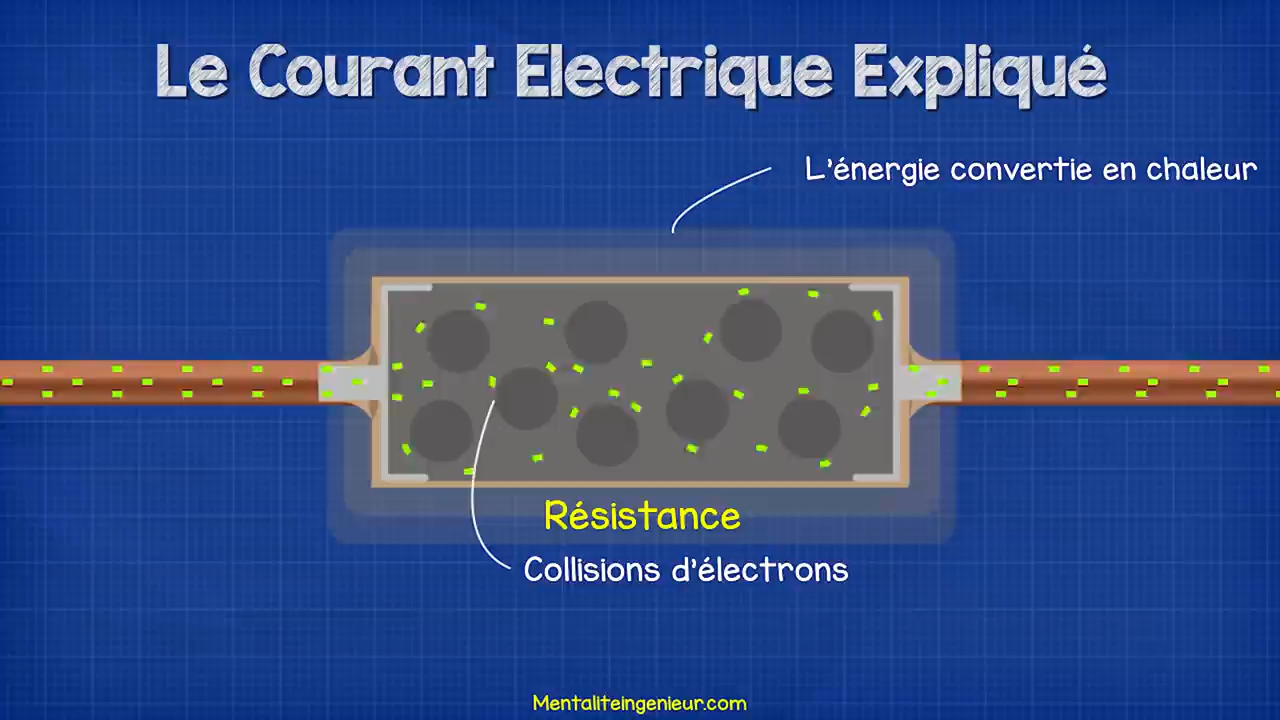 Le Courant Electrique Expliqué
L'énergie convertie en chaleur
Résistance
Collisions d'électrons
Mentaliteingenieur.com